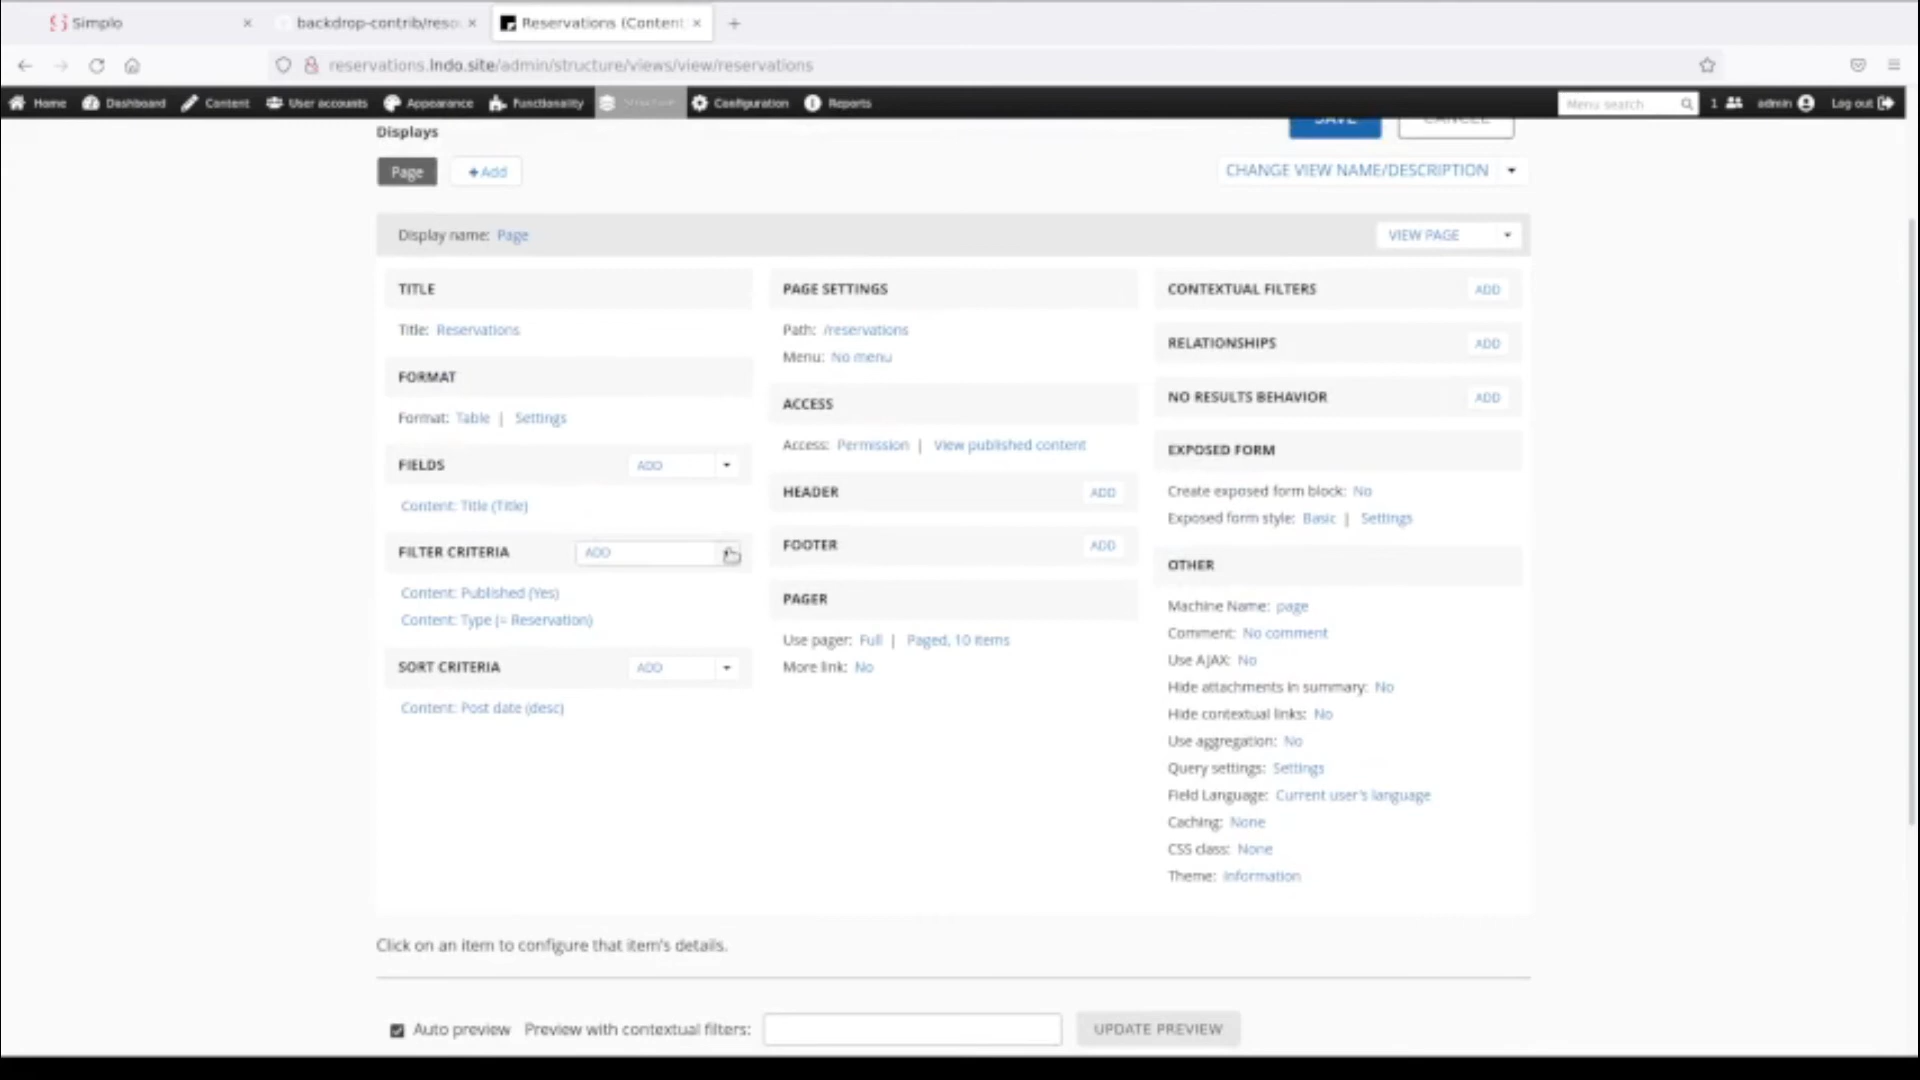 Simplo
backdrop-contrib/reso
Reservations (Content
reservations.lndo.site/admin/structure/views/view/reservations
Home Dashboard Content User accounts Appearance Functionality Structure Configuration Reports Menu search 1 admin Log out
Displays SAVE CANCEL
Page +Add CHANGE VIEW NAME/DESCRIPTION
Display name: Page VIEW PAGE
TITLE
Title: Reservations
FORMAT
Format: Table | Settings
FIELDS ADD
Content: Title (Title)
FILTER CRITERIA ADD
Content: Published (Yes)
Content: Type (= Reservation)
SORT CRITERIA ADD
Content: Post date (desc)
PAGE SETTINGS
Path: /reservations
Menu: No menu
ACCESS
Access: Permission | View published content
HEADER ADD
FOOTER ADD
PAGER
Use pager: Full | Paged, 10 items
More link: No
CONTEXTUAL FILTERS ADD
RELATIONSHIPS ADD
NO RESULTS BEHAVIOR ADD
EXPOSED FORM
Create exposed form block: No
Exposed form style: Basic | Settings
OTHER
Machine Name: page
Comment: No comment
Use AJAX: No
Hide attachments in summary: No
Hide contextual links: No
Use aggregation: No
Query settings: Settings
Field Language: Current user's language
Caching: None
CSS class: None
Theme: Information
Click on an item to configure that item's details.
Auto preview Preview with contextual filters: UPDATE PREVIEW